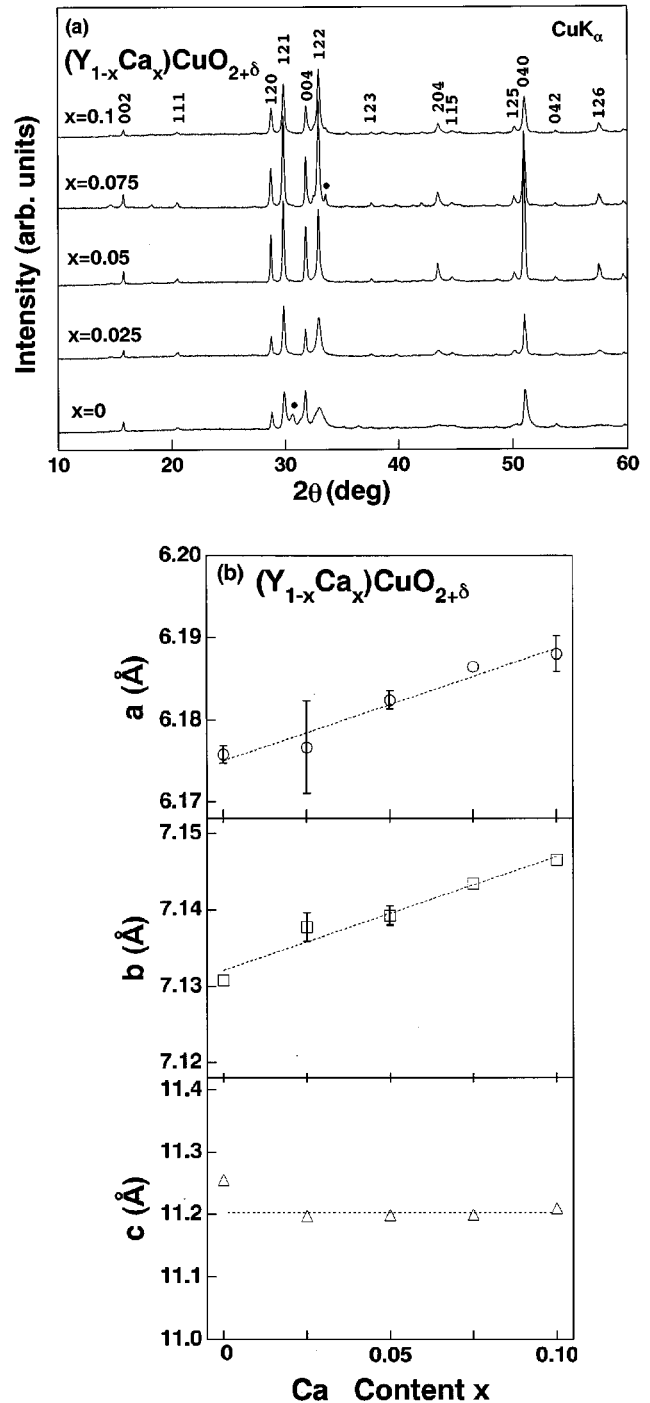 (a)
CuKα
(Y1-xCax)CuO2+δ
002 111 120 121 004 122 123 204 115 125 040 042 126
x=0.1
x=0.075
x=0.05
x=0.025
x=0
Intensity (arb. units)
10 20 30 40 50 60
2θ (deg)
(b) (Y1-xCax)CuO2+δ
6.20
6.19
6.18
6.17
a (Å)
7.15
7.14
7.13
7.12
b (Å)
11.4
11.3
11.2
11.1
11.0
c (Å)
0 0.05 0.10
Ca Content x